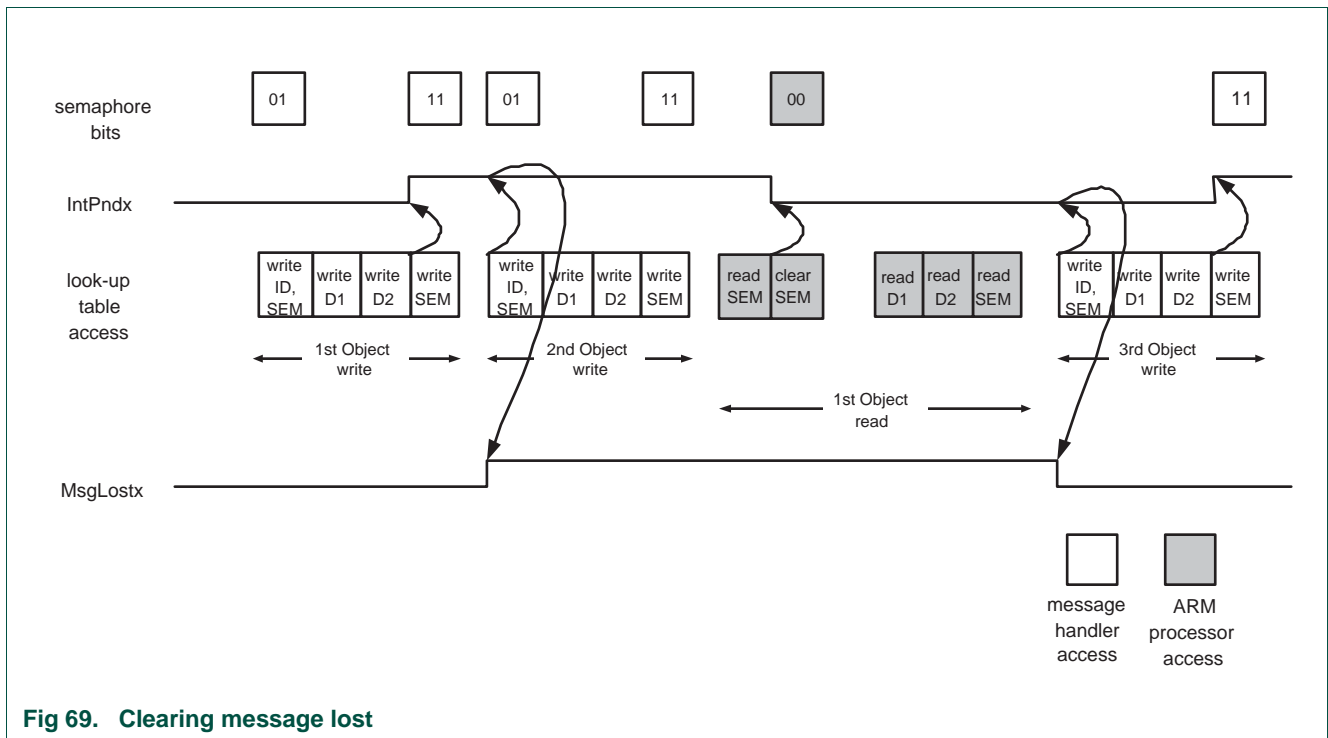 01 11 01 11 00 11
semaphore
bits
IntPndx
look-up
table
access
write
ID,
SEM
write
D1
write
D2
write
SEM
write
ID,
SEM
write
D1
write
D2
write
SEM
read
SEM
clear
SEM
read
D1
read
D2
read
SEM
write
ID,
SEM
write
D1
write
D2
write
SEM
1st Object
write
2nd Object
write
3rd Object
write
1st Object
read
MsgLostx
message
handler
access
ARM
processor
access
Fig 69. Clearing message lost